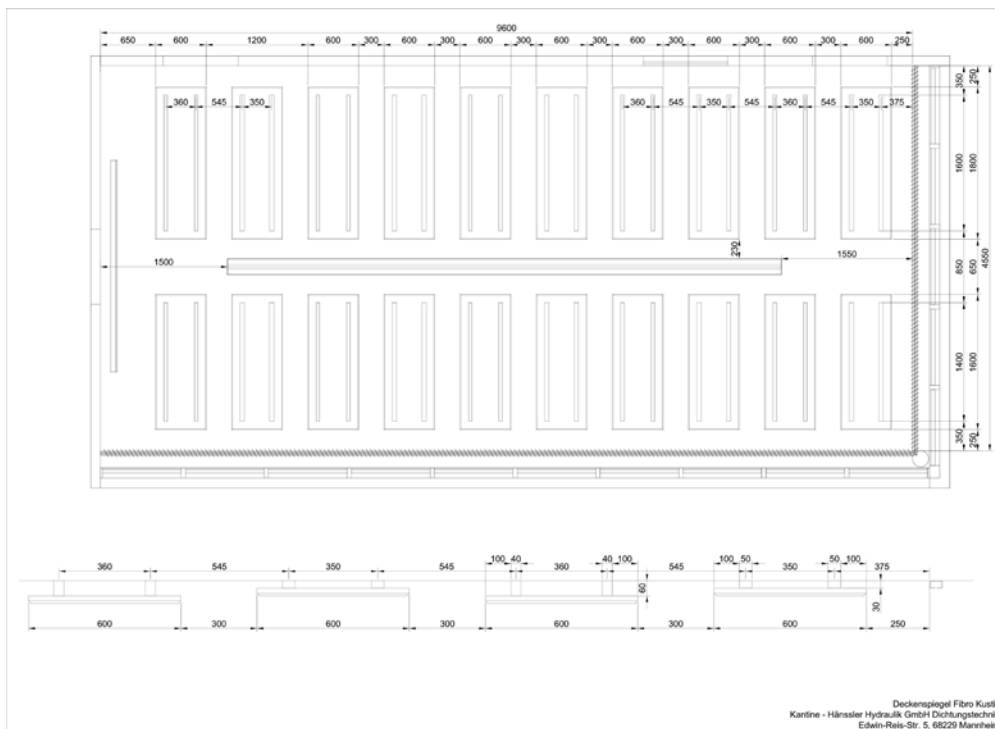 9600
650 600 1200 600 300 600 300 600 300 600 300 600 300 600 300 600 300 600 250
350 250
360 545 350 360 545 350 545 360 545 350 375
1600 1800
230
1500 1550
850 650 4550
1400 1600
350 250
100 40 40 100 100 50 50 100
360 545 350 545 360 545 350 375
60 30
600 300 600 300 600 300 600 250
Deckenspiegel Fibro
Kantine - Hänssler Hydraulik GmbH
Edwin-Reis-Str. 5, 68229